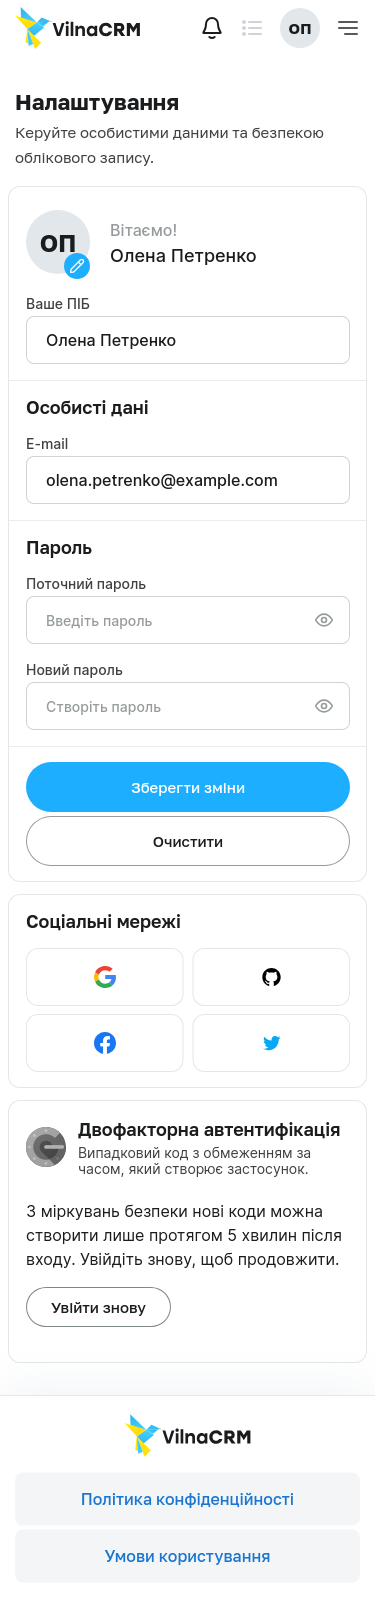 VilnaCRM
ОП
Налаштування
Керуйте особистими даними та безпекою
облікового запису.
ОП
Вітаємо!
Олена Петренко
Ваше ПІБ
Олена Петренко
Особисті дані
E-mail
olena.petrenko@example.com
Пароль
Поточний пароль
Введіть пароль
Новий пароль
Створіть пароль
Зберегти зміни
Очистити
Соціальні мережі
Двофакторна автентифікація
Випадковий код з обмеженням за
часом, який створює застосунок.
З міркувань безпеки нові коди можна
створити лише протягом 5 хвилин після
входу. Увійдіть знову, щоб продовжити.
Увійти знову
VilnaCRM
Політика конфіденційності
Умови користування